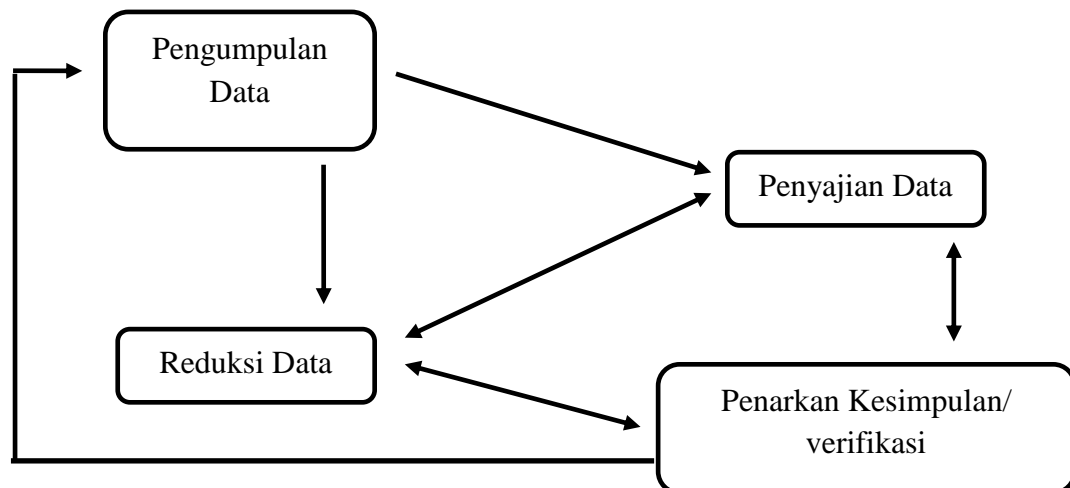 Pengumpulan
Data
Penyajian Data
Reduksi Data
Penarkan Kesimpulan/
verifikasi